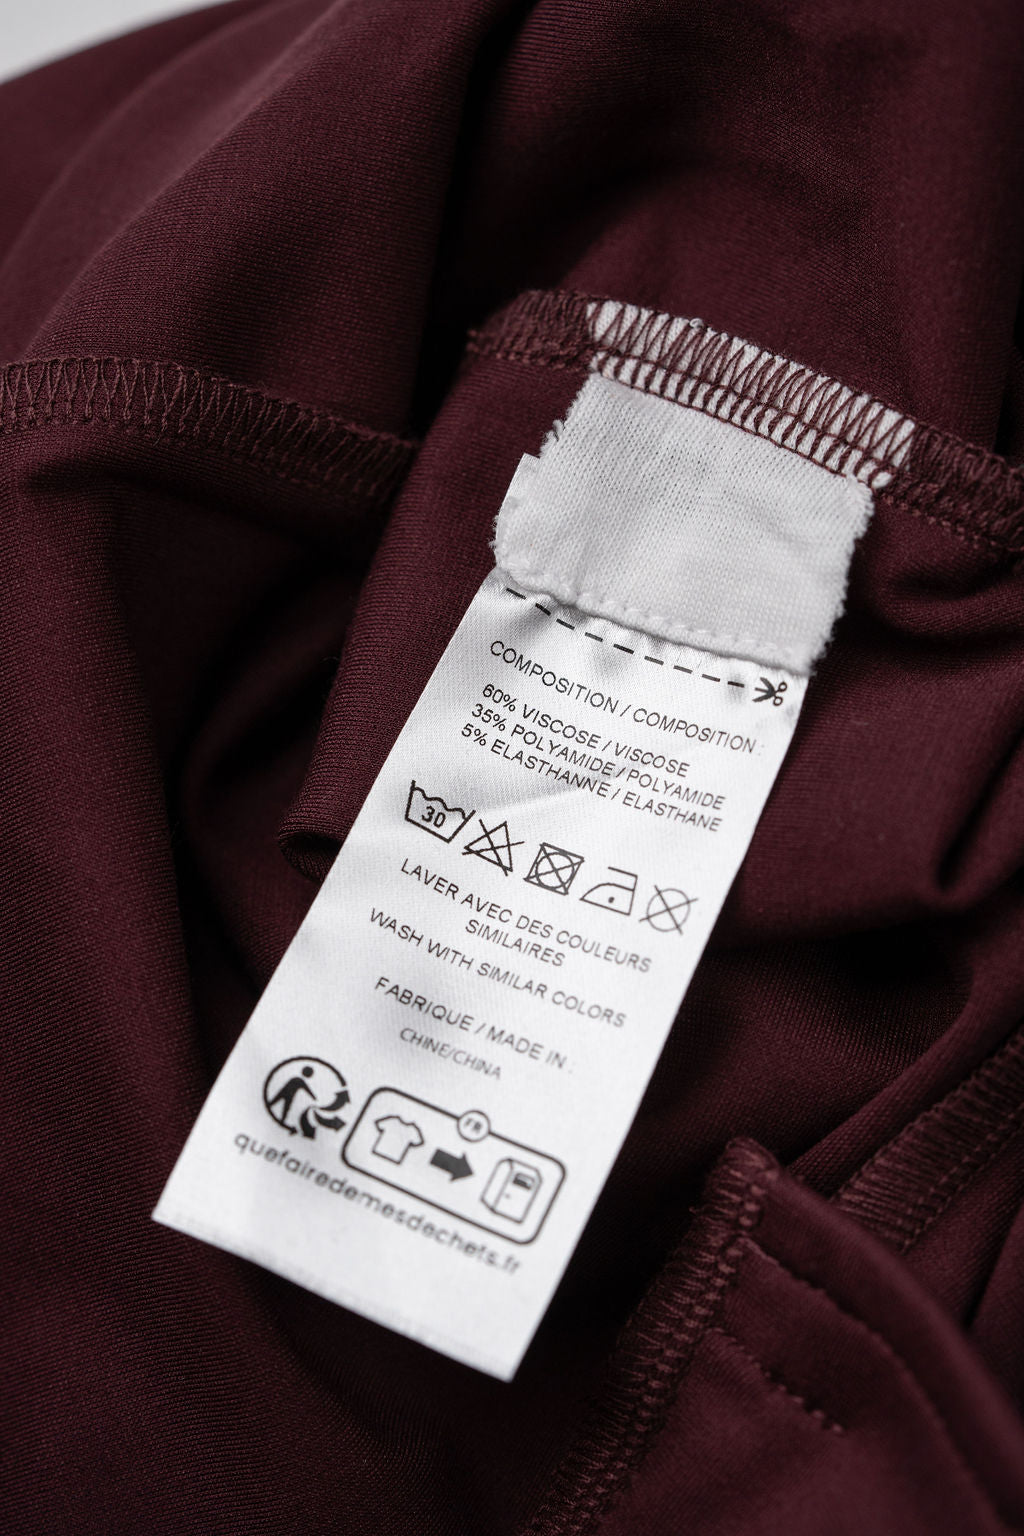 COMPOSITION / COMPOSITION :
60% VISCOSE / VISCOSE
35% POLYAMIDE / POLYAMIDE
5% ELASTHANNE / ELASTHANE
30
LAVER AVEC DES COULEURS
SIMILAIRES
WASH WITH SIMILAR COLORS
FABRIQUE / MADE IN :
CHINE/CHINA
FR
quefairedemesdechets.fr